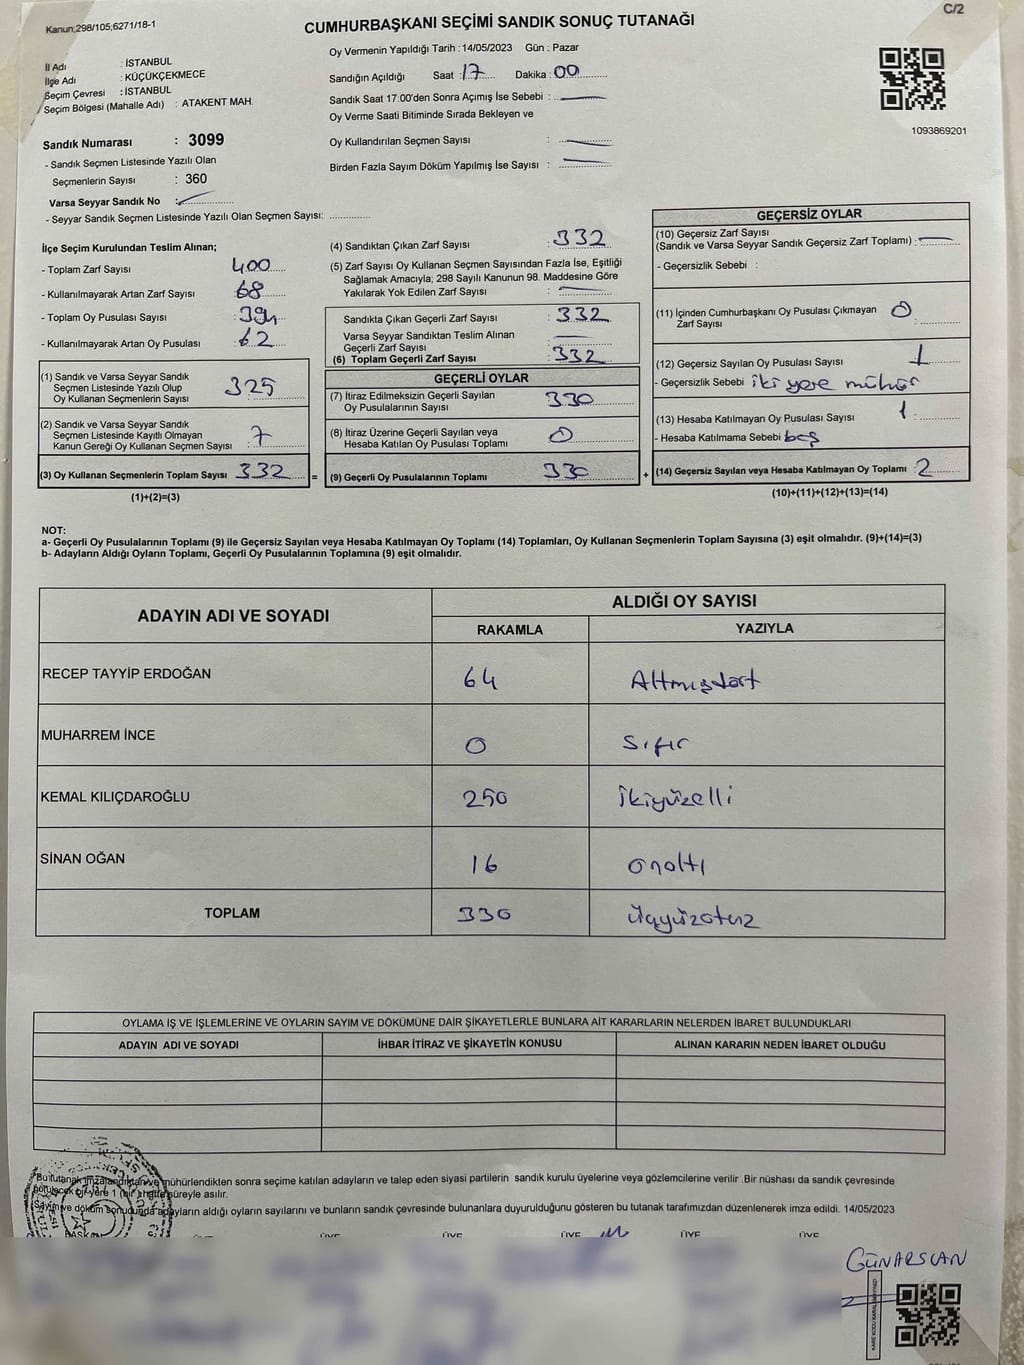 Kanun;298/105;6271/18-1
C/2
CUMHURBAŞKANI SEÇİMİ SANDIK SONUÇ TUTANAĞI
İl Adı : İSTANBUL
İlçe Adı : KÜÇÜKÇEKMECE
Seçim Çevresi : İSTANBUL
Seçim Bölgesi (Mahalle Adı) : ATAKENT MAH.
Sandık Numarası : 3099
- Sandık Seçmen Listesinde Yazılı Olan
Seçmenlerin Sayısı : 360
Varsa Seyyar Sandık No :
- Seyyar Sandık Seçmen Listesinde Yazılı Olan Seçmen Sayısı:
Oy Vermenin Yapıldığı Tarih : 14/05/2023 Gün : Pazar
Sandığın Açıldığı Saat : 17 Dakika : 00
Sandık Saat 17:00'den Sonra Açımış İse Sebebi :
Oy Verme Saati Bitiminde Sırada Bekleyen ve
Oy Kullandırılan Seçmen Sayısı :
Birden Fazla Sayım Döküm Yapılmış İse Sayısı :
1093869201
İlçe Seçim Kurulundan Teslim Alınan;
- Toplam Zarf Sayısı : 400
- Kullanılmayarak Artan Zarf Sayısı : 68
- Toplam Oy Pusulası Sayısı : 394
- Kullanılmayarak Artan Oy Pusulası : 62
(1) Sandık ve Varsa Seyyar Sandık
Seçmen Listesinde Yazılı Olup
Oy Kullanan Seçmenlerin Sayısı : 325
(2) Sandık ve Varsa Seyyar Sandık
Seçmen Listesinde Kayıtlı Olmayan
Kanun Gereği Oy Kullanan Seçmen Sayısı : 7
(3) Oy Kullanan Seçmenlerin Toplam Sayısı : 332
(1)+(2)=(3)
(4) Sandıktan Çıkan Zarf Sayısı : 332
(5) Zarf Sayısı Oy Kullanan Seçmen Sayısından Fazla İse, Eşitliği
Sağlamak Amacıyla; 298 Sayılı Kanunun 98. Maddesine Göre
Yakılarak Yok Edilen Zarf Sayısı :
Sandıkta Çıkan Geçerli Zarf Sayısı : 332
Varsa Seyyar Sandıktan Teslim Alınan
Geçerli Zarf Sayısı :
(6) Toplam Geçerli Zarf Sayısı : 332
GEÇERLİ OYLAR
(7) İtiraz Edilmeksizin Geçerli Sayılan
Oy Pusulalarının Sayısı : 330
(8) İtiraz Üzerine Geçerli Sayılan veya
Hesaba Katılan Oy Pusulası Toplamı : 0
= (9) Geçerli Oy Pusulalarının Toplamı : 330
GEÇERSİZ OYLAR
(10) Geçersiz Zarf Sayısı
(Sandık ve Varsa Seyyar Sandık Geçersiz Zarf Toplamı) :
- Geçersizlik Sebebi :
(11) İçinden Cumhurbaşkanı Oy Pusulası Çıkmayan 0
Zarf Sayısı :
(12) Geçersiz Sayılan Oy Pusulası Sayısı : 1
- Geçersizlik Sebebi : iki yere mühür
(13) Hesaba Katılmayan Oy Pusulası Sayısı : 1
- Hesaba Katılmama Sebebi : boş
+ (14) Geçersiz Sayılan veya Hesaba Katılmayan Oy Toplamı : 2
(10)+(11)+(12)+(13)=(14)
NOT:
a- Geçerli Oy Pusulalarının Toplamı (9) ile Geçersiz Sayılan veya Hesaba Katılmayan Oy Toplamı (14) Toplamları, Oy Kullanan Seçmenlerin Toplam Sayısına (3) eşit olmalıdır. (9)+(14)=(3)
b- Adayların Aldığı Oyların Toplamı, Geçerli Oy Pusulalarının Toplamına (9) eşit olmalıdır.
ADAYIN ADI VE SOYADI ALDIĞI OY SAYISI
RAKAMLA YAZIYLA
RECEP TAYYİP ERDOĞAN 64 Altmışdört
MUHARREM İNCE 0 Sıfır
KEMAL KILIÇDAROĞLU 250 İkiyüzelli
SİNAN OĞAN 16 onaltı
TOPLAM 330 üçyüzotuz
OYLAMA İŞ VE İŞLEMLERİNE VE OYLARIN SAYIM VE DÖKÜMÜNE DAİR ŞİKAYETLERLE BUNLARA AİT KARARLARIN NELERDEN İBARET BULUNDUKLARI
ADAYIN ADI VE SOYADI İHBAR İTİRAZ VE ŞİKAYETİN KONUSU ALINAN KARARIN NEDEN İBARET OLDUĞU
Bu tutanak imzalandıktan ve mühürlendikten sonra seçime katılan adayların ve talep eden siyasi partilerin sandık kurulu üyelerine veya gözlemcilerine verilir .Bir nüshası da sandık çevresinde
görülecek bir yere 1 (bir) hafta süreyle asılır.
Sayım ve döküm sonucunda adayların aldığı oyların sayılarını ve bunların sandık çevresinde bulunanlara duyurulduğunu gösteren bu tutanak tarafımızdan düzenlenerek imza edildi. 14/05/2023
BAŞKAN ÜYE ÜYE ÜYE ÜYE ÜYE
GÜNARSLAN